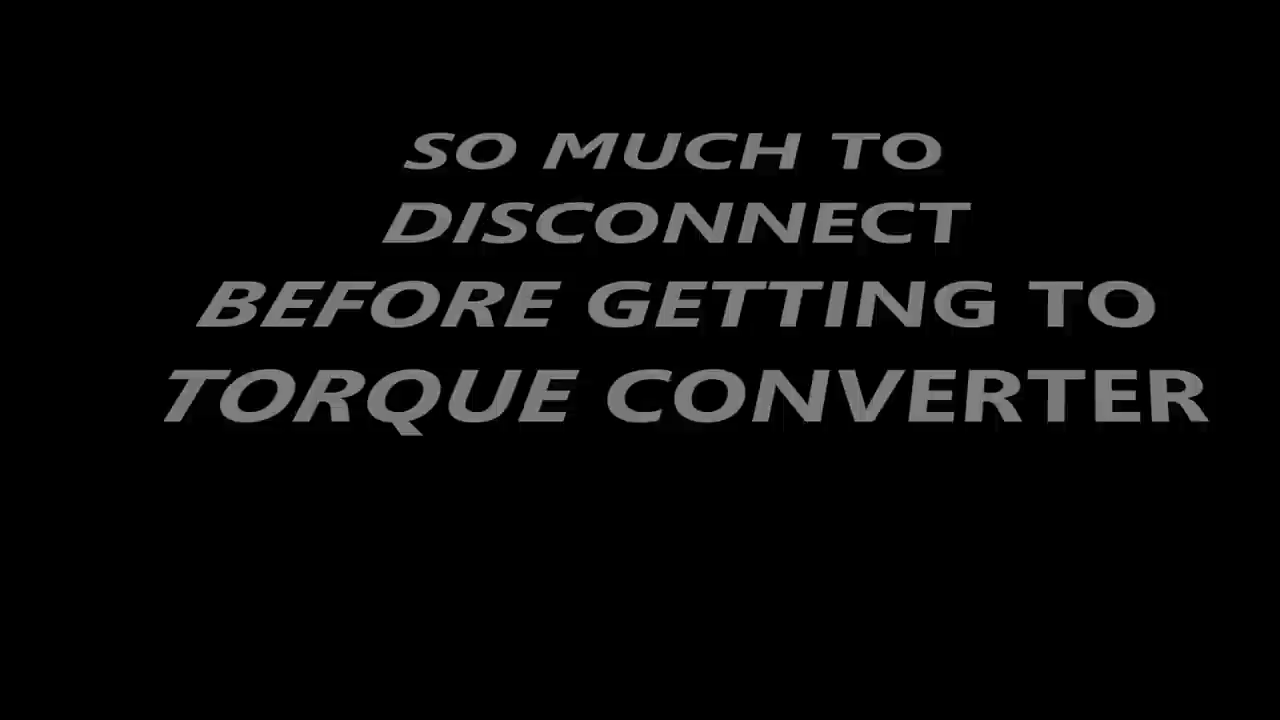 SO MUCH TO
DISCONNECT
BEFORE GETTING TO
TORQUE CONVERTER